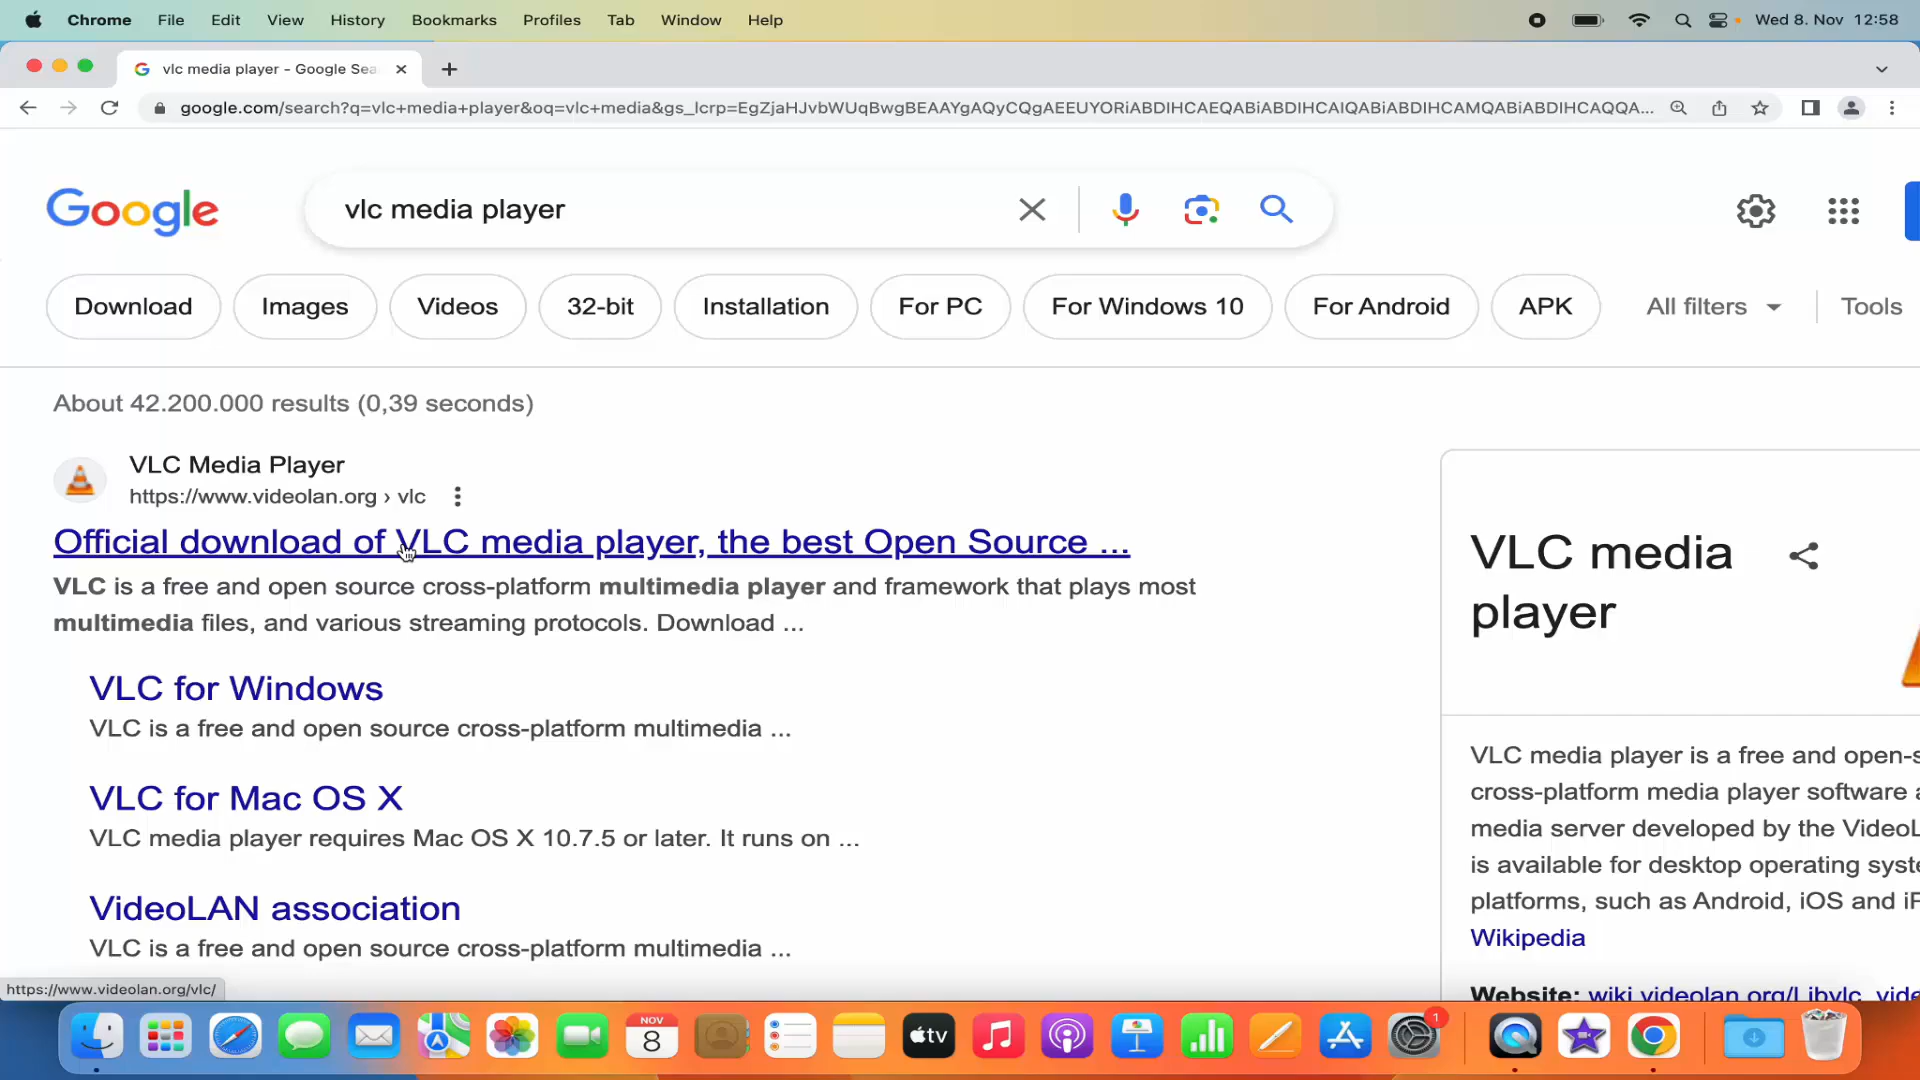 Chrome File Edit View History Bookmarks Profiles Tab Window Help Wed 8. Nov 12:58
vlc media player - Google Sea
google.com/search?q=vlc+media+player&oq=vlc+media&gs_lcrp=EgZjaHJvbWUqBwgBEAAYgAQyCQgAEEUYORiABDIHCAEQABiABDIHCAIQABiABDIHCAMQABiABDIHCAQQA...
Google vlc media player
Download Images Videos 32-bit Installation For PC For Windows 10 For Android APK All filters Tools
About 42.200.000 results (0,39 seconds)
VLC Media Player
https://www.videolan.org › vlc
Official download of VLC media player, the best Open Source ...
VLC is a free and open source cross-platform multimedia player and framework that plays most
multimedia files, and various streaming protocols. Download ...
VLC for Windows
VLC is a free and open source cross-platform multimedia ...
VLC for Mac OS X
VLC media player requires Mac OS X 10.7.5 or later. It runs on ...
VideoLAN association
VLC is a free and open source cross-platform multimedia ...
VLC media
player
VLC media player is a free and open-s
cross-platform media player software a
media server developed by the VideoL
is available for desktop operating syste
platforms, such as Android, iOS and iP
Wikipedia
Website: wiki.videolan.org/Libvlc, vide
https://www.videolan.org/vlc/
NOV
8
tv
1